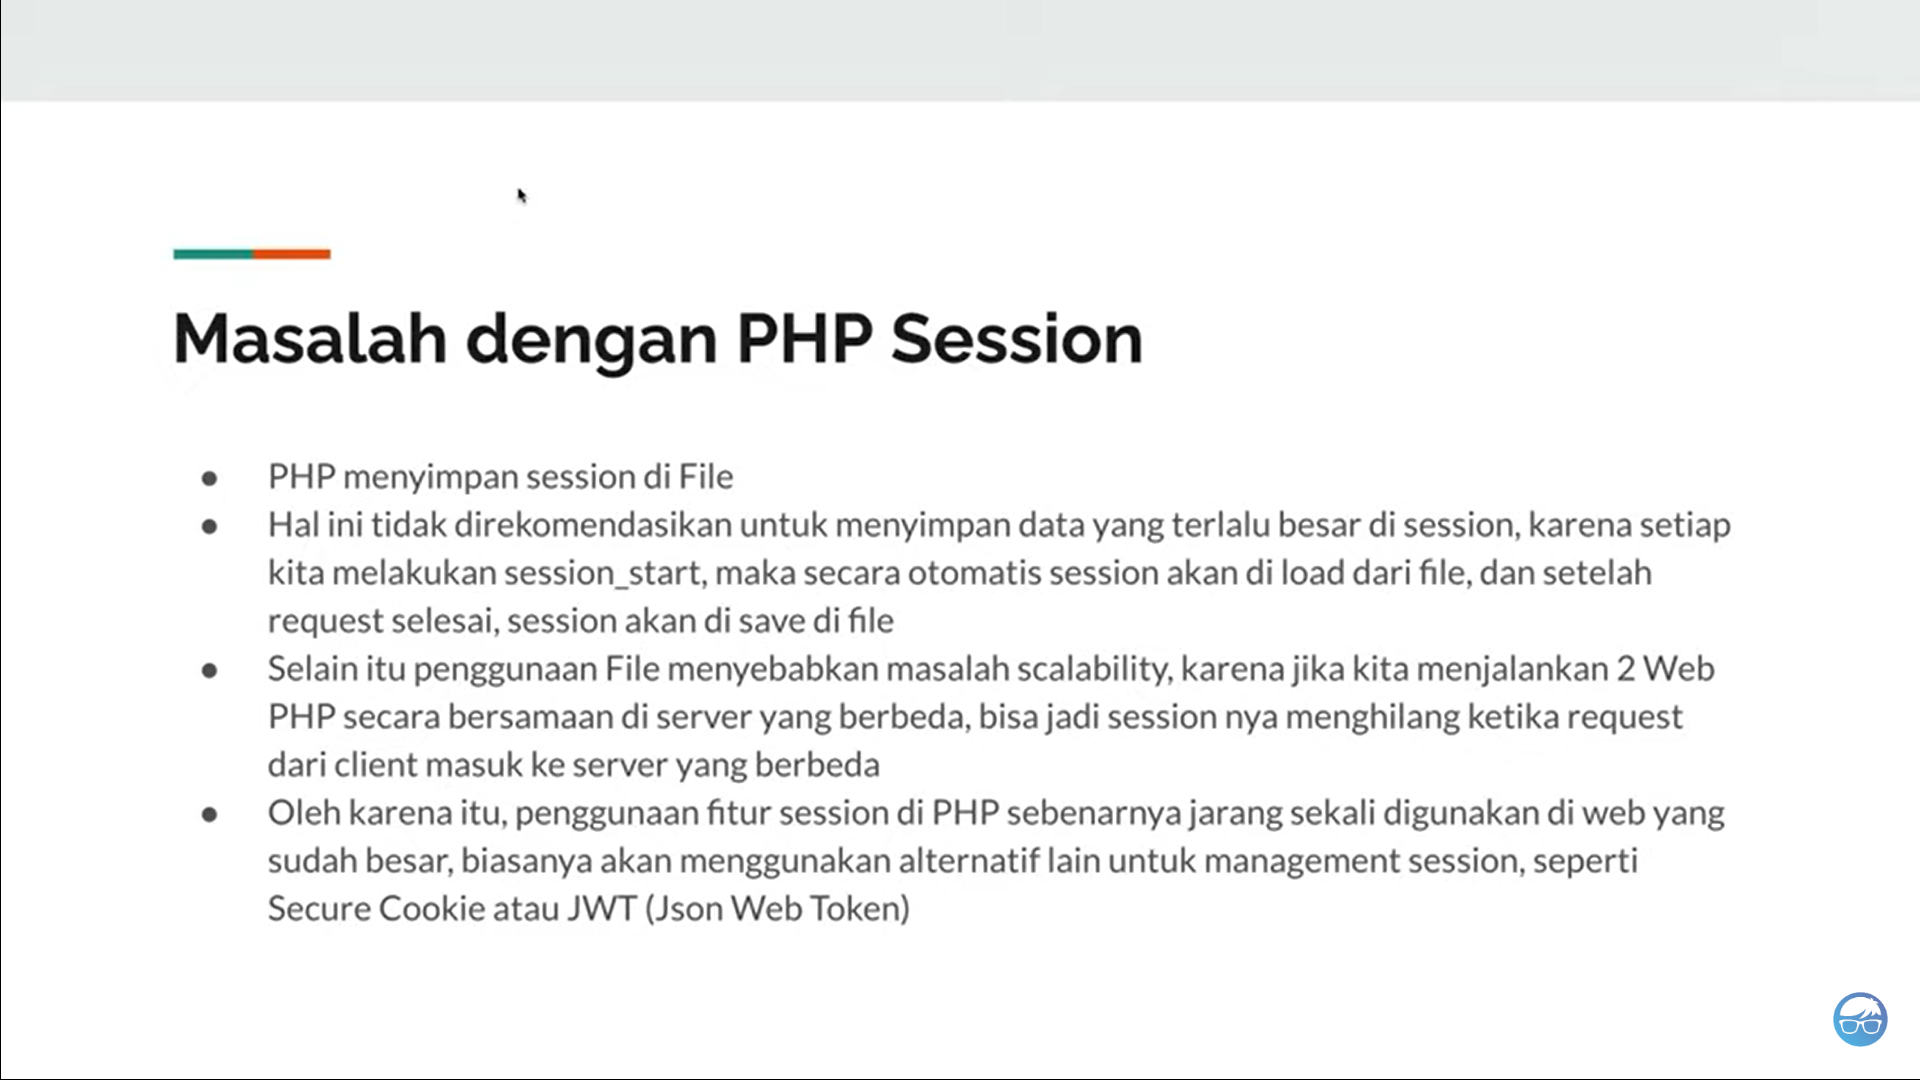 Masalah dengan PHP Session
● PHP menyimpan session di File
● Hal ini tidak direkomendasikan untuk menyimpan data yang terlalu besar di session, karena setiap
kita melakukan session_start, maka secara otomatis session akan di load dari file, dan setelah
request selesai, session akan di save di file
● Selain itu penggunaan File menyebabkan masalah scalability, karena jika kita menjalankan 2 Web
PHP secara bersamaan di server yang berbeda, bisa jadi session nya menghilang ketika request
dari client masuk ke server yang berbeda
● Oleh karena itu, penggunaan fitur session di PHP sebenarnya jarang sekali digunakan di web yang
sudah besar, biasanya akan menggunakan alternatif lain untuk management session, seperti
Secure Cookie atau JWT (Json Web Token)